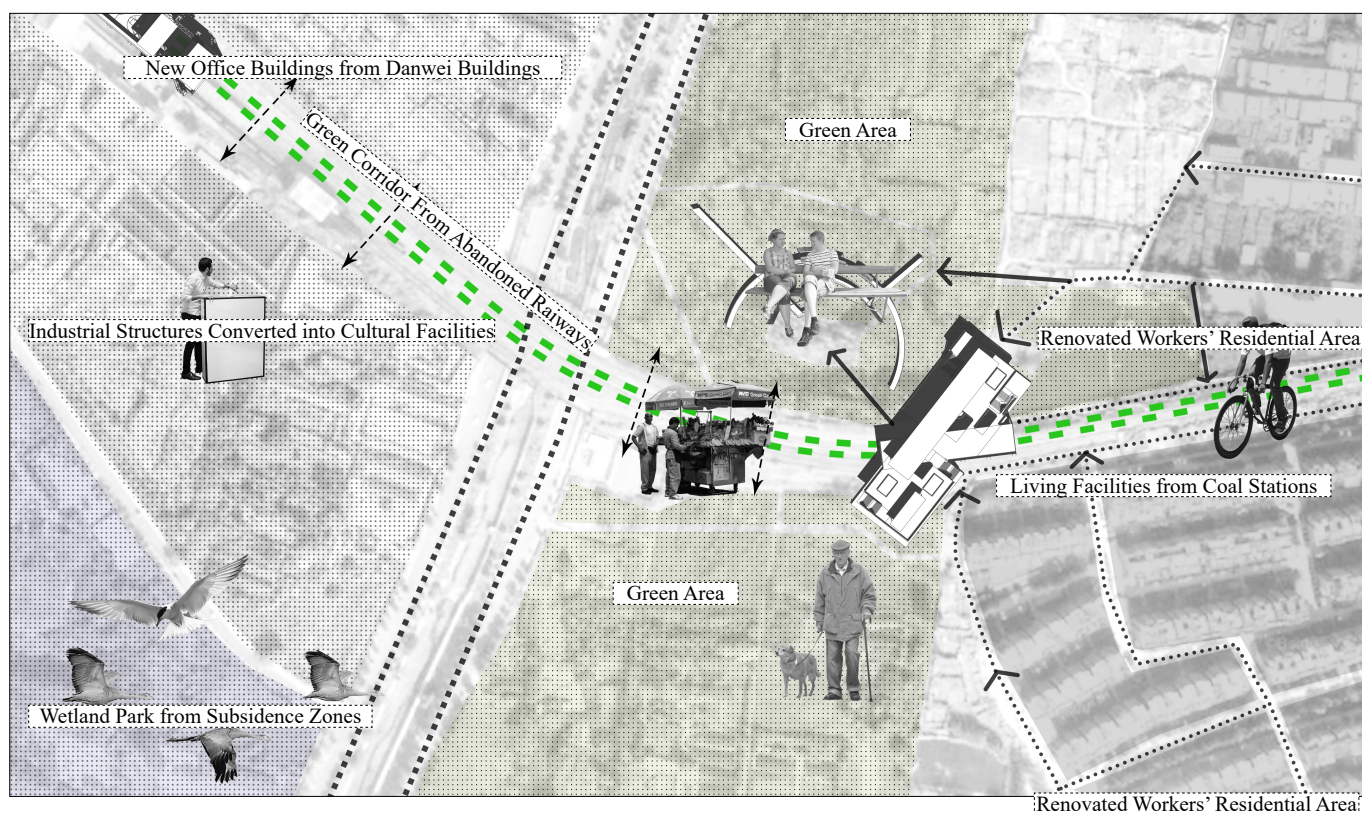 New Office Buildings from Danwei Buildings
Green Corridor From Abandoned Railways
Green Area
Industrial Structures Converted into Cultural Facilities
Renovated Workers' Residential Area
Living Facilities from Coal Stations
Green Area
Wetland Park from Subsidence Zones
Renovated Workers' Residential Area